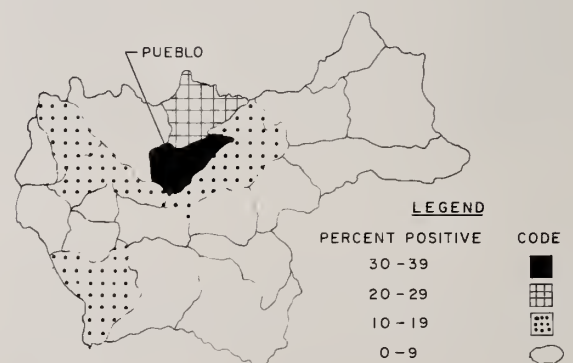 PUEBLO
LEGEND
PERCENT POSITIVE CODE
30-39
20-29
10-19
0-9